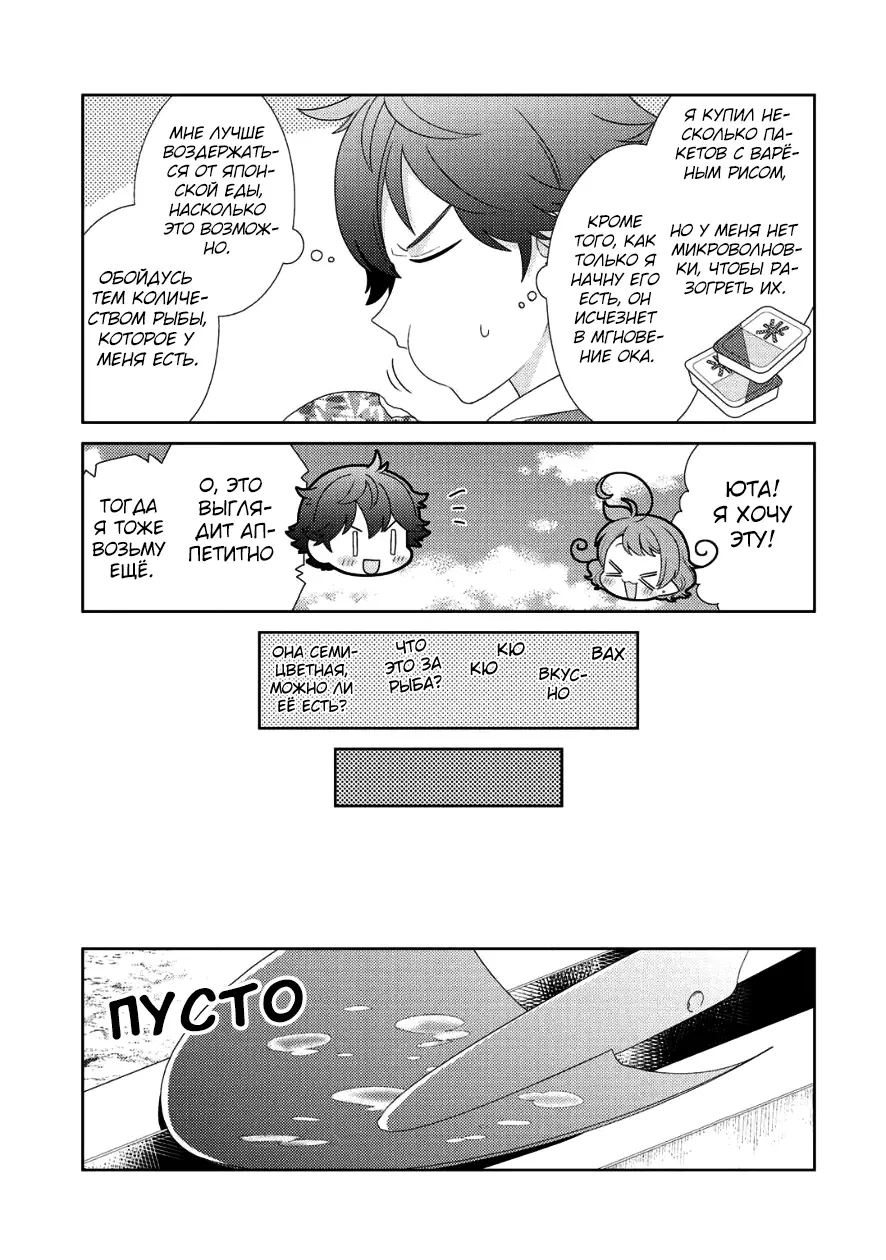 Я КУПИЛ НЕ-
СКОЛЬКО ПА-
КЕТОВ С ВАРЁ-
НЫМ РИСОМ,
НО У МЕНЯ НЕТ
МИКРОВОЛНОВ-
КИ, ЧТОБЫ РА-
ЗОГРЕТЬ ИХ.
КРОМЕ
ТОГО, КАК
ТОЛЬКО Я
НАЧНУ ЕГО
ЕСТЬ, ОН
ИСЧЕЗНЕТ
В МГНОВЕ-
НИЕ ОКА.
МНЕ ЛУЧШЕ
ВОЗДЕРЖАТЬ-
СЯ ОТ ЯПОН-
СКОЙ ЕДЫ,
НАСКОЛЬКО
ЭТО ВОЗМОЖ-
НО.
ОБОЙДУСЬ
ТЕМ КОЛИЧЕ-
СТВОМ РЫБЫ,
КОТОРОЕ У
МЕНЯ ЕСТЬ.
ЮТА!
Я ХОЧУ
ЭТУ!
О, ЭТО
ВЫГЛЯ-
ДИТ АП-
ПЕТИТНО
ТОГДА
Я ТОЖЕ
ВОЗЬМУ
ЕЩЁ.
ВАХ
ВКУС-
НО
КЮ
КЮ
ЧТО
ЭТО ЗА
РЫБА?
ОНА СЕМИ-
ЦВЕТНАЯ,
МОЖНО ЛИ
ЕЁ ЕСТЬ?
ПУСТО